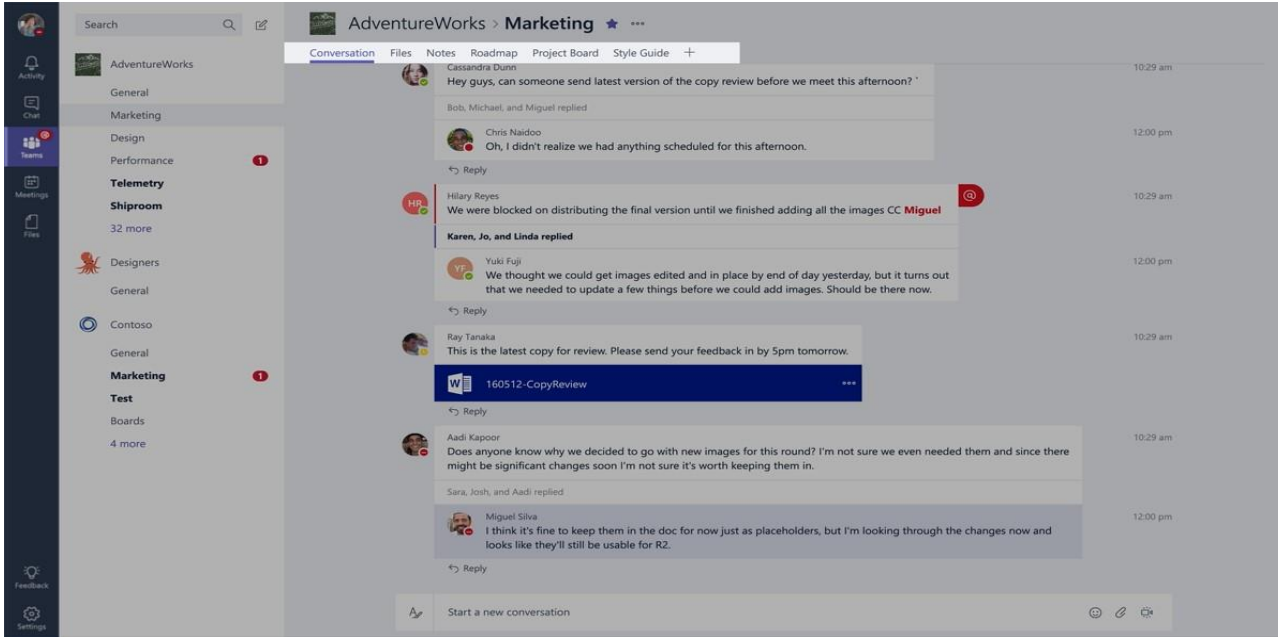 Activity
Chat
Teams
Meetings
Files
Feedback
Settings
Search
AdventureWorks
General
Marketing
Design
Performance 1
Telemetry
Shiproom
32 more
Designers
General
Contoso
General
Marketing 1
Test
Boards
4 more
AdventureWorks > Marketing ★ ···
Conversation Files Notes Roadmap Project Board Style Guide +
Cassandra Dunn 10:29 am
Hey guys, can someone send latest version of the copy review before we meet this afternoon? `
Bob, Michael, and Miguel replied
Chris Naidoo 12:00 pm
Oh, I didn't realize we had anything scheduled for this afternoon.
Reply
HR Hilary Reyes @ 10:29 am
We were blocked on distributing the final version until we finished adding all the images CC Miguel
Karen, Jo, and Linda replied
YF Yuki Fuji 12:00 pm
We thought we could get images edited and in place by end of day yesterday, but it turns out
that we needed to update a few things before we could add images. Should be there now.
Reply
Ray Tanaka 10:29 am
This is the latest copy for review. Please send your feedback in by 5pm tomorrow.
W 160512-CopyReview ···
Reply
Aadi Kapoor 10:29 am
Does anyone know why we decided to go with new images for this round? I'm not sure we even needed them and since there
might be significant changes soon I'm not sure it's worth keeping them in.
Sara, Josh, and Aadi replied
Miguel Silva 12:00 pm
I think it's fine to keep them in the doc for now just as placeholders, but I'm looking through the changes now and
looks like they'll still be usable for R2.
Reply
Start a new conversation